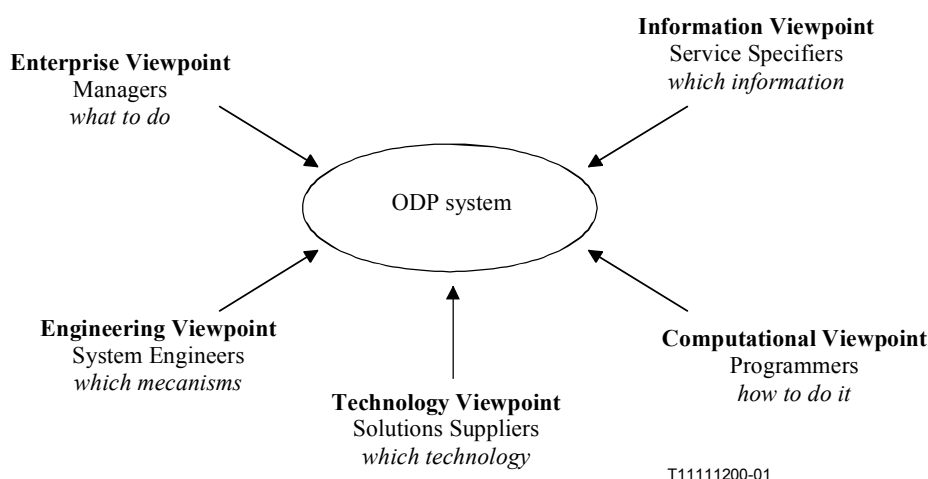 Information Viewpoint
Service Specifiers
which information
Enterprise Viewpoint
Managers
what to do
ODP system
Engineering Viewpoint
System Engineers
which mecanisms
Computational Viewpoint
Programmers
how to do it
Technology Viewpoint
Solutions Suppliers
which technology
T11111200-01